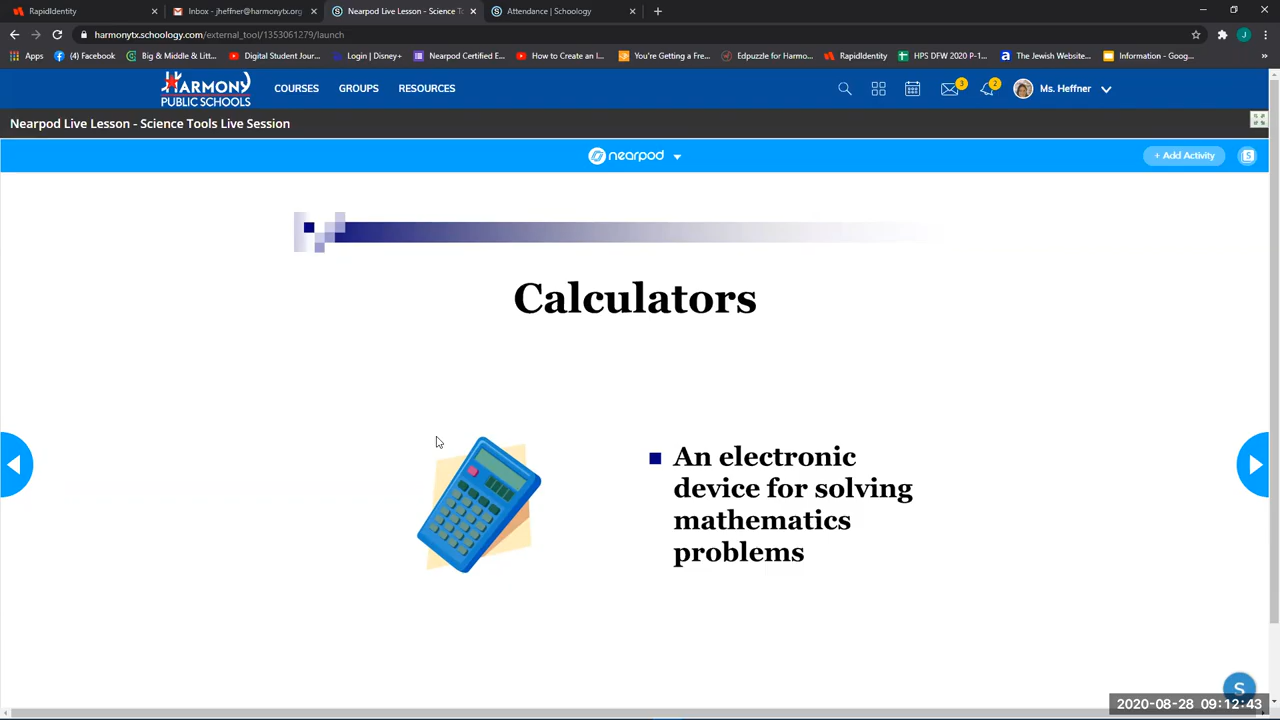 RapidIdentity
Inbox - jheffner@harmonytx.org
Nearpod Live Lesson - Science To
Attendance | Schoology
harmonytx.schoology.com/external_tool/1353061279/launch
Apps
(4) Facebook
Big & Middle & Litt...
Digital Student Jour...
Login | Disney+
Nearpod Certified E...
How to Create an I...
You're Getting a Fre...
Edpuzzle for Harmo...
RapidIdentity
HPS DFW 2020 P-1...
The Jewish Website...
Information - Goog...
HARMONY
PUBLIC SCHOOLS
COURSES
GROUPS
RESOURCES
3
2
Ms. Heffner
Nearpod Live Lesson - Science Tools Live Session
nearpod
+ Add Activity
S
Calculators
An electronic
device for solving
mathematics
problems
S
2020-08-28 09:12:43